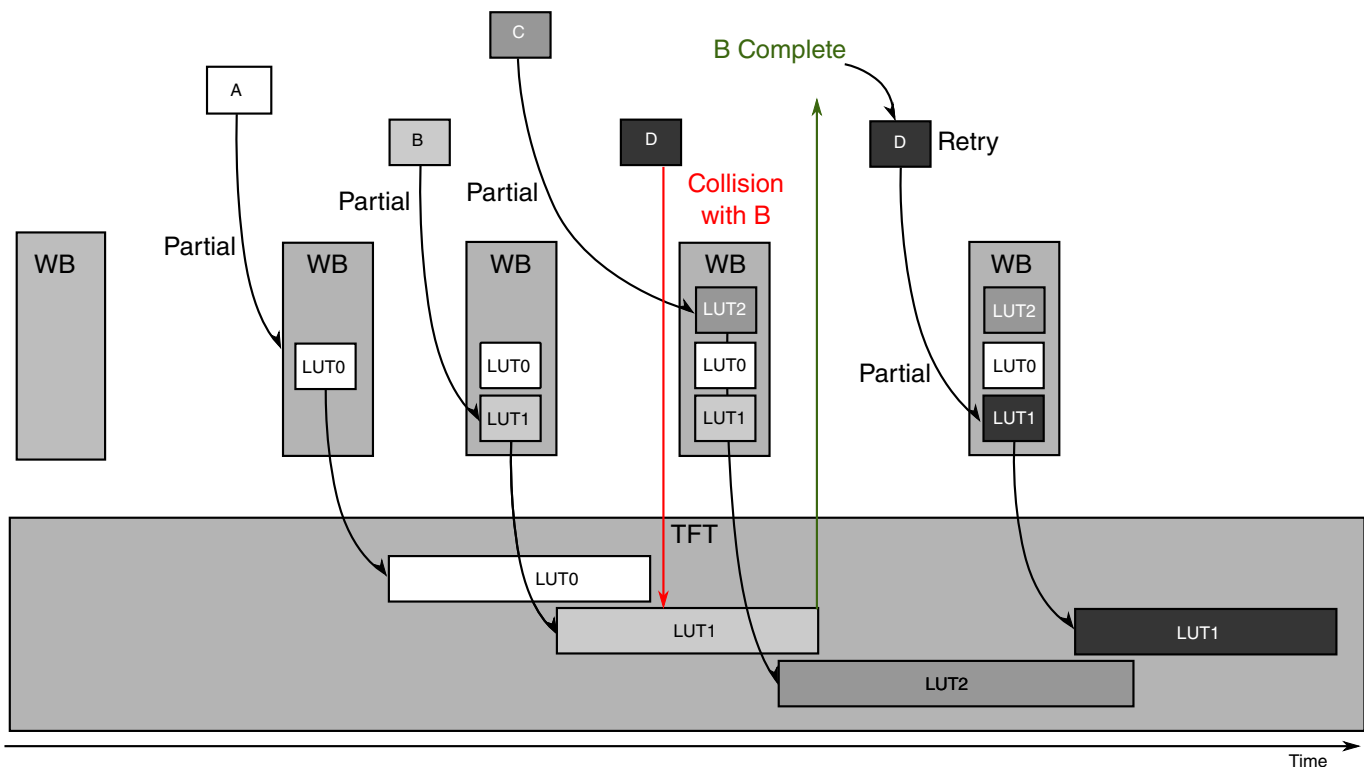 C
B Complete
A
B
D
D
Retry
Partial
Partial
Partial
Collision
with B
WB
WB
WB
WB
WB
LUT2
LUT2
LUT0
LUT0
LUT0
LUT0
Partial
LUT1
LUT1
LUT1
TFT
LUT0
LUT1
LUT1
LUT2
Time